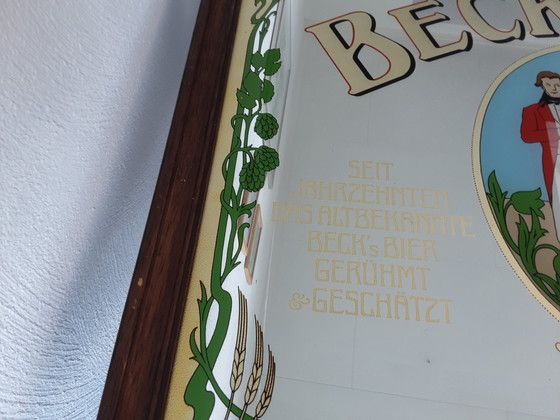 BECK
SEIT
JAHRZEHNTEN
DAS ALTBEKANNTE
BECK's BIER
GERÜHMT
& GESCHÄTZT